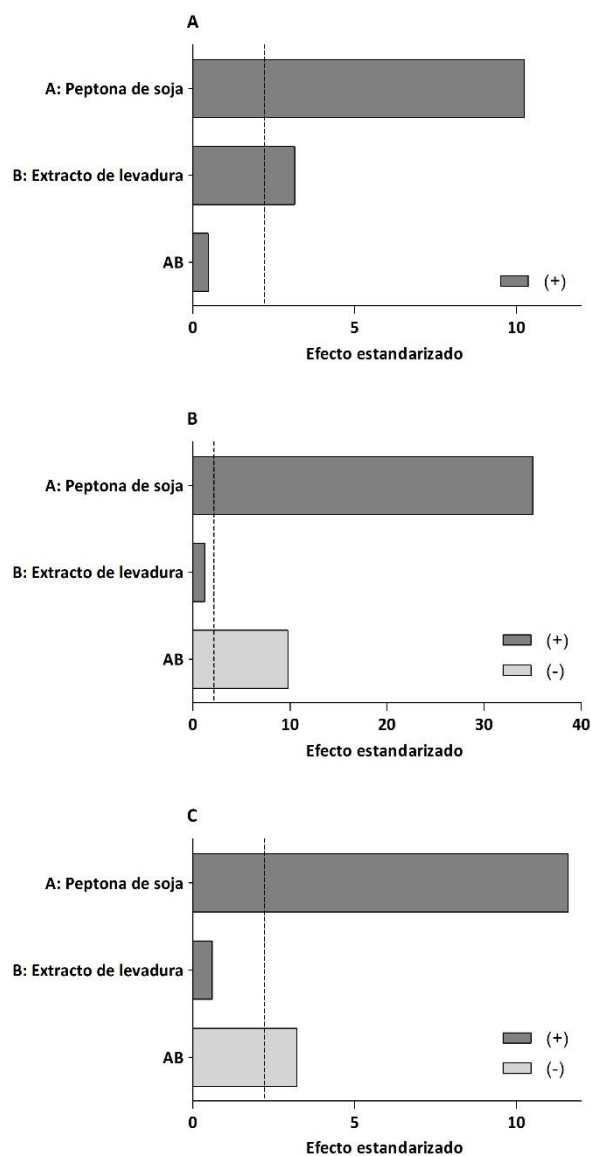 A
A: Peptona de soja
B: Extracto de levadura
AB
(+)
0 5 10
Efecto estandarizado
B
A: Peptona de soja
B: Extracto de levadura
(+)
AB
(-)
0 10 20 30 40
Efecto estandarizado
C
A: Peptona de soja
B: Extracto de levadura
(+)
AB
(-)
0 5 10
Efecto estandarizado